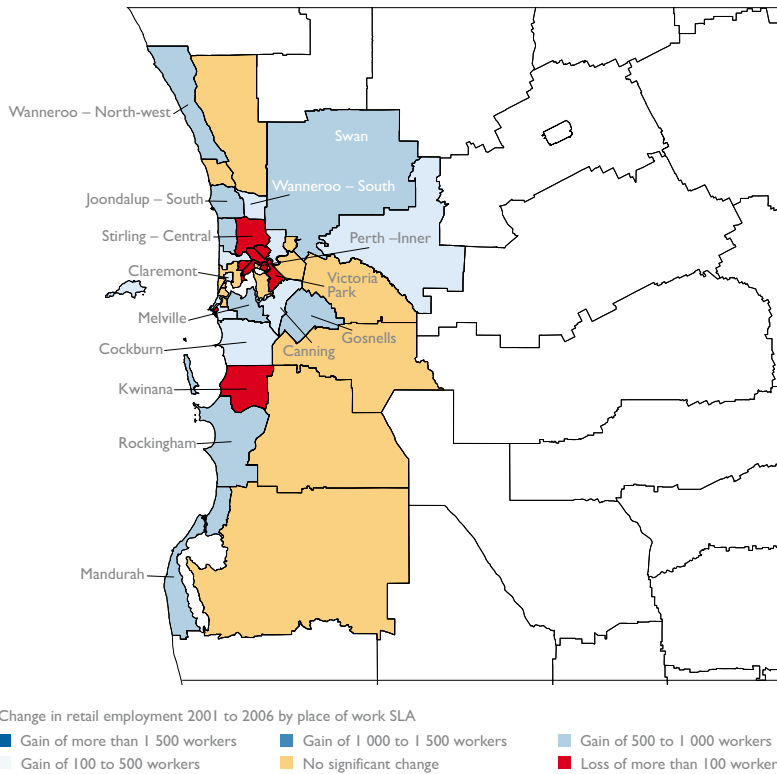 Wanneroo – North-west
Swan
Wanneroo – South
Joondalup – South
Stirling – Central
Perth –Inner
Claremont
Victoria
Park
Melville
Gosnells
Cockburn
Canning
Kwinana
Rockingham
Mandurah
Change in retail employment 2001 to 2006 by place of work SLA
Gain of more than 1 500 workers
Gain of 1 000 to 1 500 workers
Gain of 500 to 1 000 workers
Gain of 100 to 500 workers
No significant change
Loss of more than 100 worker